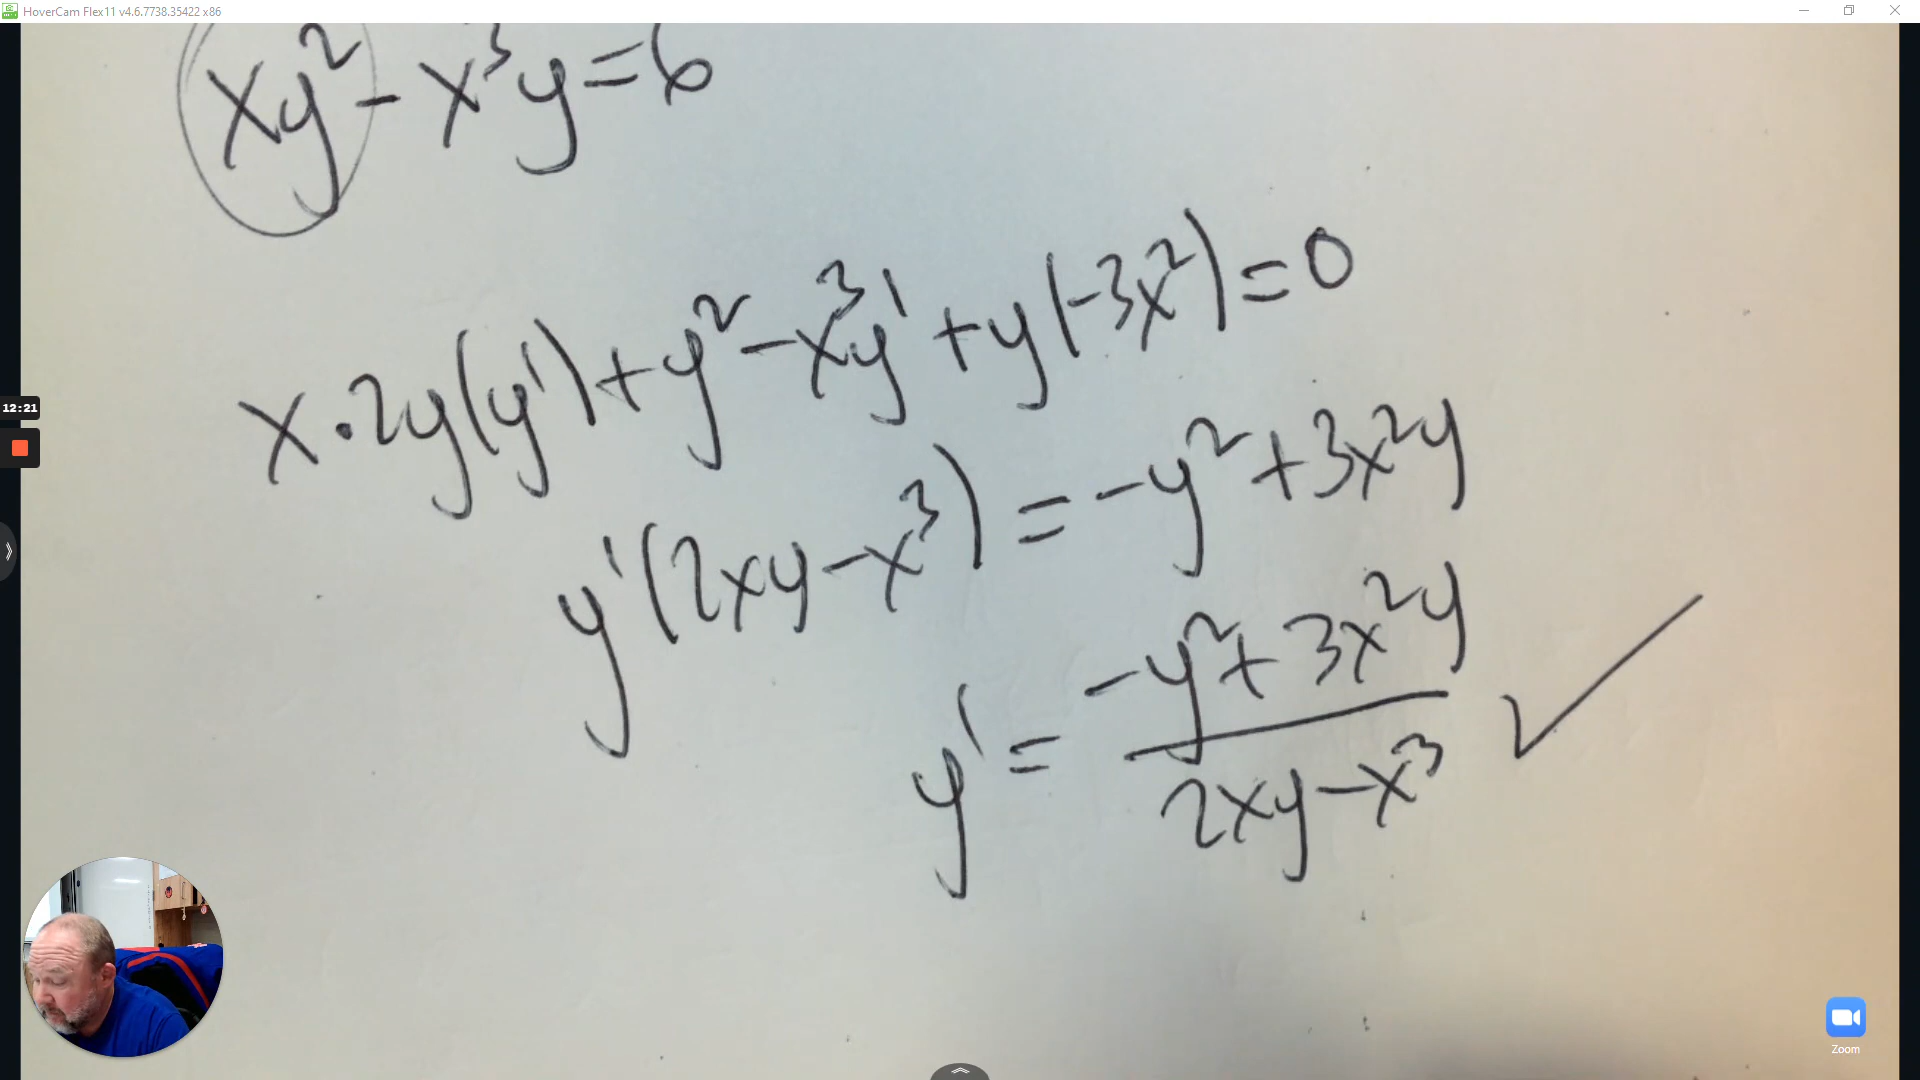 HoverCam Flex11 v4.6.7738.35422 x86
xy² - x³y = 6
x · 2y(y') + y² - x³y' + y(-3x²) = 0
12:21
y'(2xy - x³) = -y² + 3x²y
y' = (-y² + 3x²y) / (2xy - x³)
Zoom